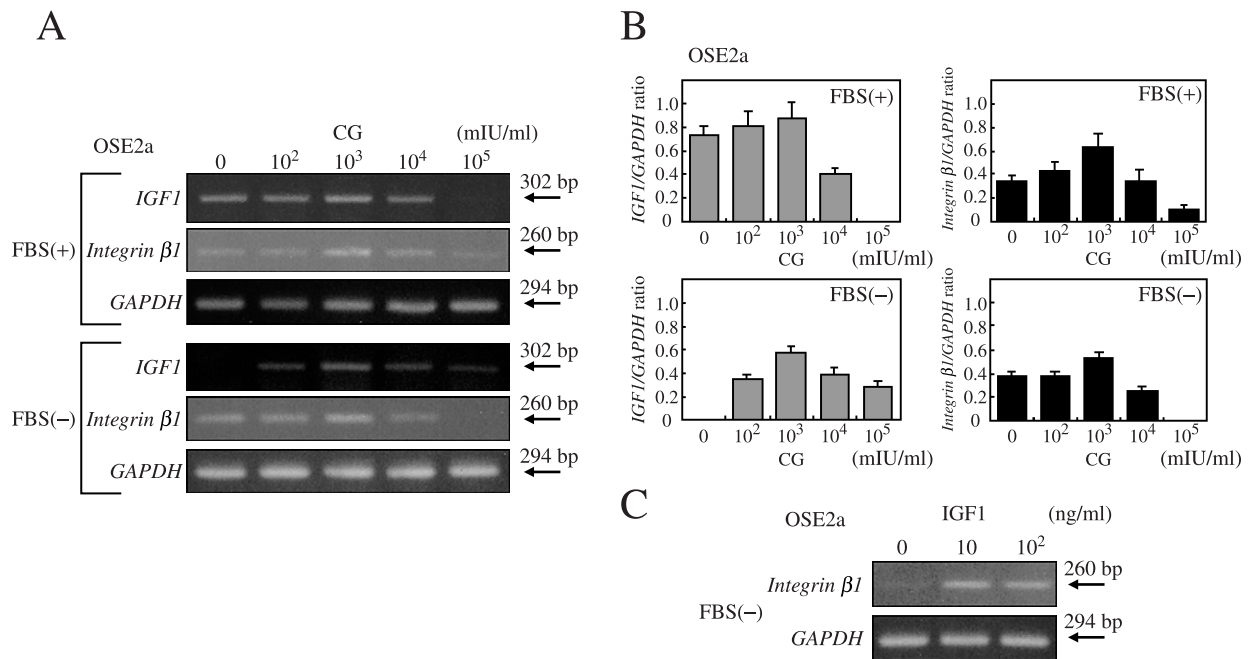 A
OSE2a CG (mIU/ml)
0 10² 10³ 10⁴ 10⁵
FBS(+)
IGF1 302 bp
Integrin β1 260 bp
GAPDH 294 bp
FBS(−)
IGF1 302 bp
Integrin β1 260 bp
GAPDH 294 bp
B
OSE2a
IGF1/GAPDH ratio
1.0
0.8
0.6
0.4
0.2
0
FBS(+)
0 10² 10³ 10⁴ 10⁵
CG (mIU/ml)
Integrin β1/GAPDH ratio
1.0
0.8
0.6
0.4
0.2
0
FBS(+)
0 10² 10³ 10⁴ 10⁵
CG (mIU/ml)
IGF1/GAPDH ratio
1.0
0.8
0.6
0.4
0.2
0
FBS(−)
0 10² 10³ 10⁴ 10⁵
CG (mIU/ml)
Integrin β1/GAPDH ratio
1.0
0.8
0.6
0.4
0.2
0
FBS(−)
0 10² 10³ 10⁴ 10⁵
CG (mIU/ml)
C
OSE2a IGF1 (ng/ml)
0 10 10²
FBS(−)
Integrin β1 260 bp
GAPDH 294 bp